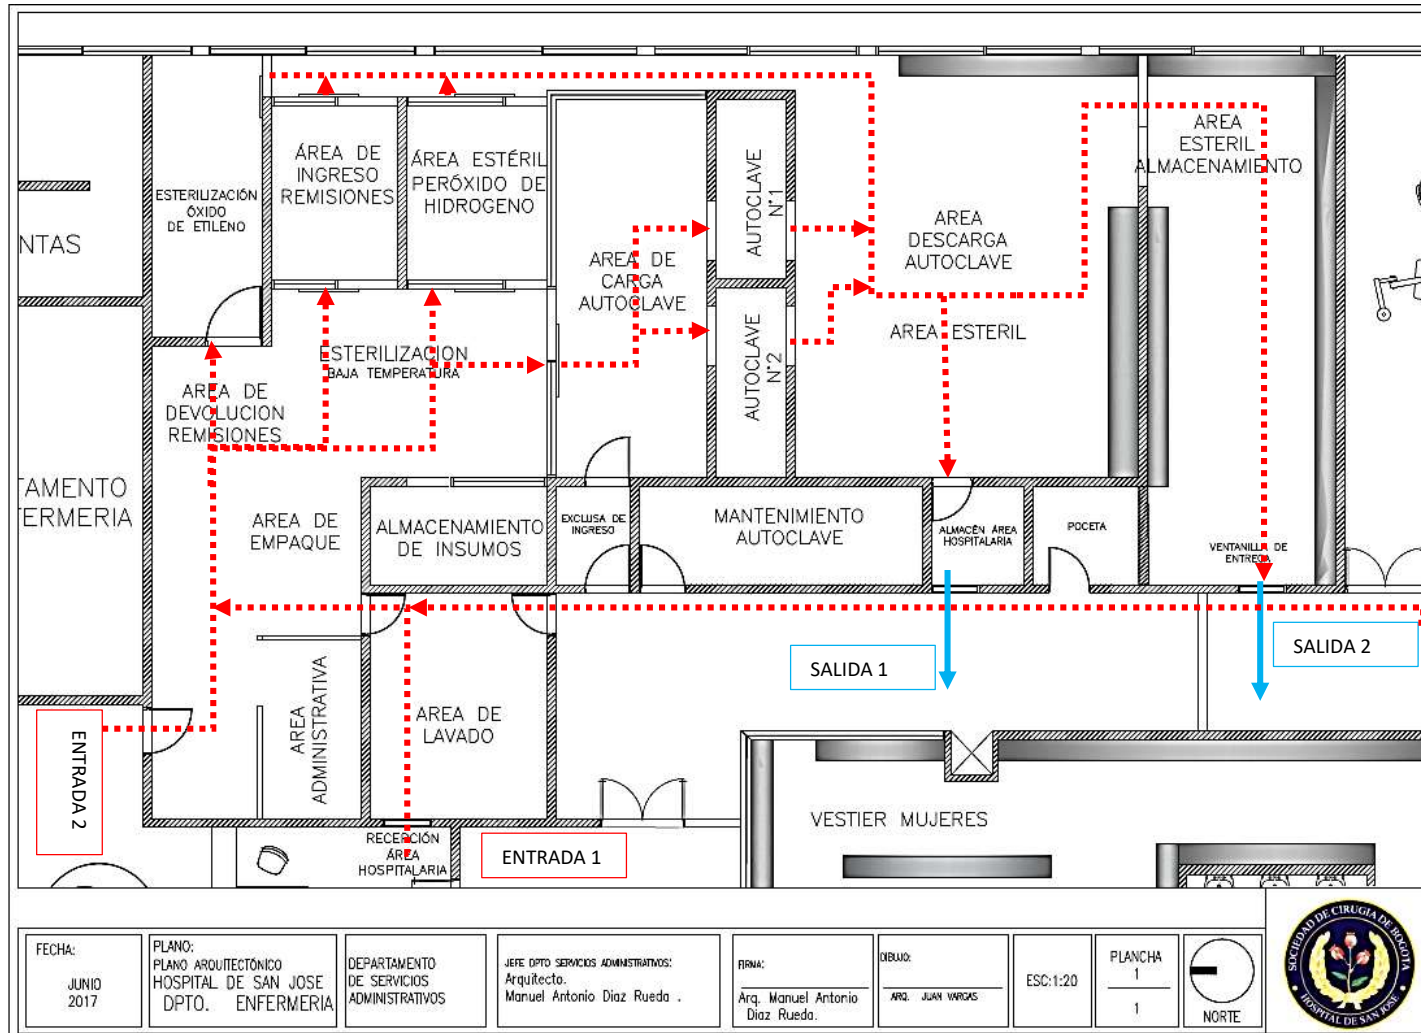 ÁREA DE
INGRESO
REMISIONES
ÁREA ESTÉRIL
PERÓXIDO DE
HIDROGENO
ESTERILIZACIÓN
ÓXIDO
DE ETILENO
NTAS
AUTOCLAVE
N°1
AREA
ESTERIL
ALMACENAMIENTO
AREA
DESCARGA
AUTOCLAVE
AREA DE
CARGA
AUTOCLAVE
AREA ESTERIL
AUTOCLAVE
N°2
ESTERILIZACION
BAJA TEMPERATURA
AREA DE
DEVOLUCION
REMISIONES
TAMENTO
FERMERIA
AREA DE
EMPAQUE
ALMACENAMIENTO
DE INSUMOS
EXCLUSA DE
INGRESO
MANTENIMIENTO
AUTOCLAVE
ALMACÉN ÁREA
HOSPITALARIA
POCETA
VENTANILLA DE
ENTREGA
SALIDA 1
SALIDA 2
ENTRADA 2
AREA
ADMINISTRATIVA
AREA DE
LAVADO
RECEPCIÓN
ÁREA
HOSPITALARIA
ENTRADA 1
VESTIER MUJERES
FECHA:
JUNIO
2017
PLANO:
PLANO ARQUITECTÓNICO
HOSPITAL DE SAN JOSE
DPTO. ENFERMERIA
DEPARTAMENTO
DE SERVICIOS
ADMINISTRATIVOS
JEFE DPTO SERVICIOS ADMINISTRATIVOS:
Arquitecto.
Manuel Antonio Diaz Rueda .
FIRMA:
Arq. Manuel Antonio
Diaz Rueda.
DIBUJO:
ARQ. JUAN VARGAS
ESC:1:20
PLANCHA
1
1
NORTE
SOCIEDAD DE CIRUGIA DE BOGOTA
HOSPITAL DE SAN JOSE